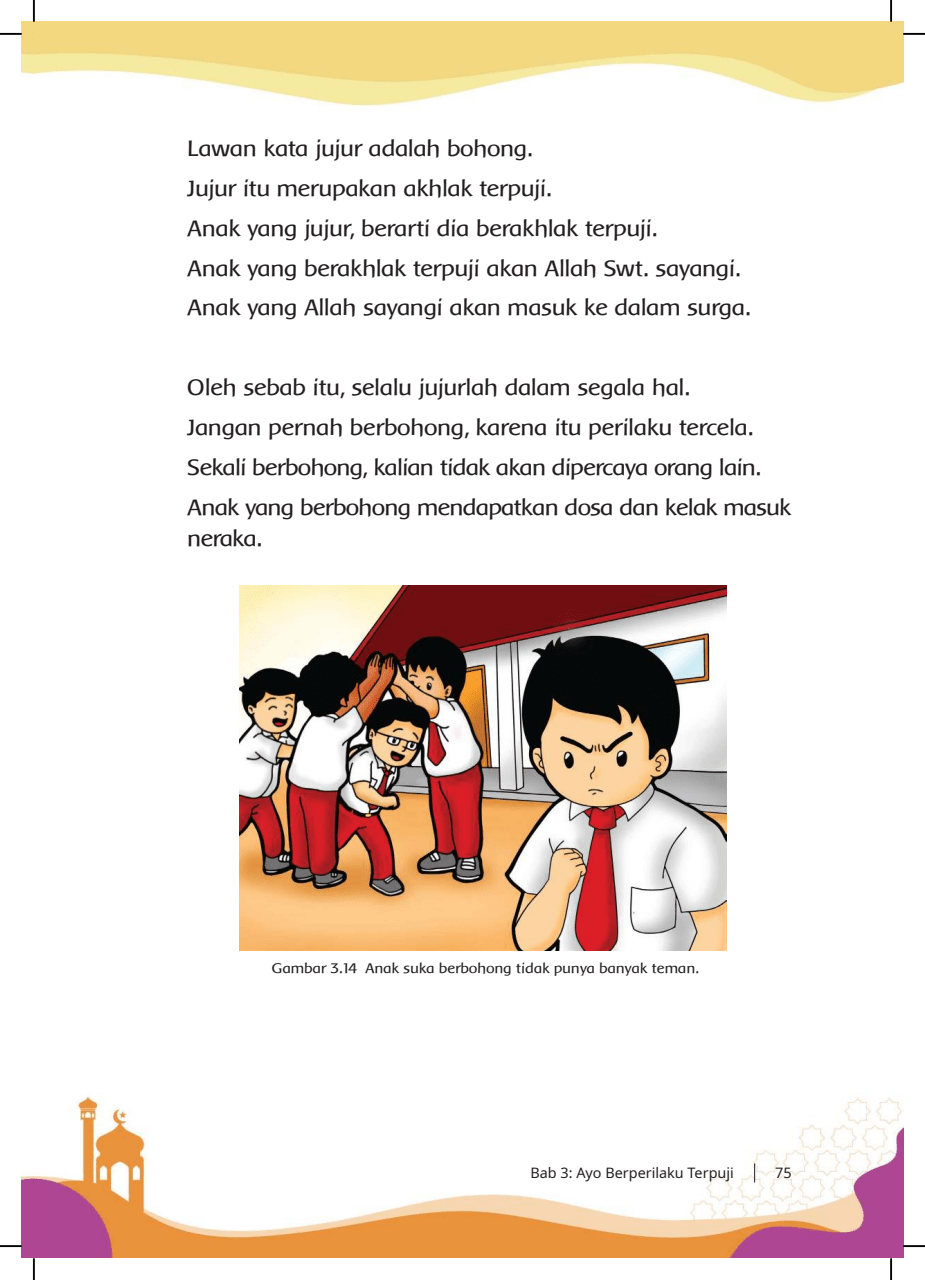 Lawan kata jujur adalah bohong.
Jujur itu merupakan akhlak terpuji.
Anak yang jujur, berarti dia berakhlak terpuji.
Anak yang berakhlak terpuji akan Allah Swt. sayangi.
Anak yang Allah sayangi akan masuk ke dalam surga.
Oleh sebab itu, selalu jujurlah dalam segala hal.
Jangan pernah berbohong, karena itu perilaku tercela.
Sekali berbohong, kalian tidak akan dipercaya orang lain.
Anak yang berbohong mendapatkan dosa dan kelak masuk
neraka.
Gambar 3.14 Anak suka berbohong tidak punya banyak teman.
Bab 3: Ayo Berperilaku Terpuji | 75